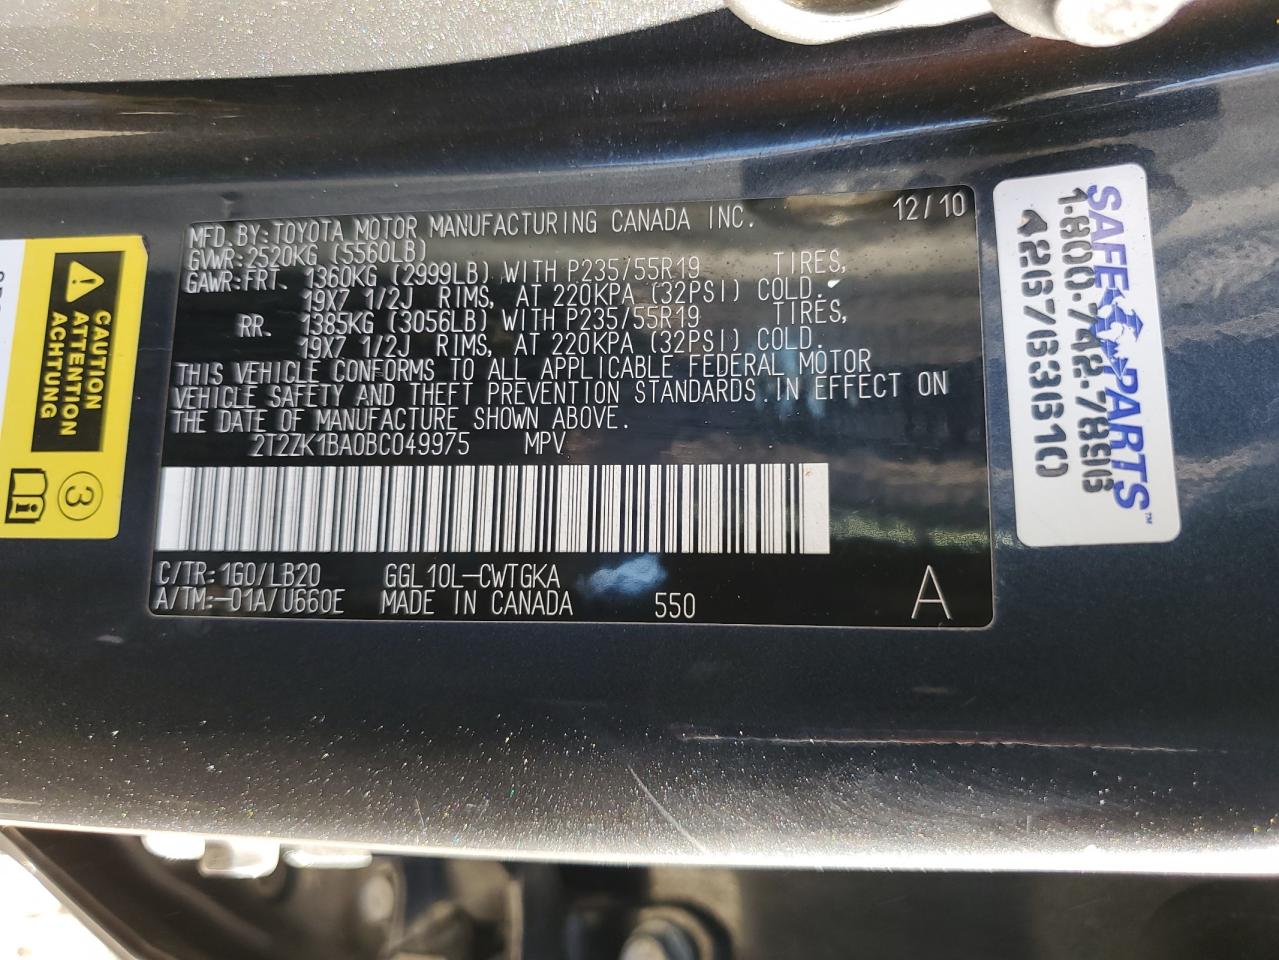 12/10
MFD.BY:TOYOTA MOTOR MANUFACTURING CANADA INC.
GVWR:2520KG (5560LB)
GAWR:FRT. 1360KG (2999LB) WITH P235/55R19 TIRES,
19X7 1/2J RIMS, AT 220KPA (32PSI) COLD.
RR. 1385KG (3056LB) WITH P235/55R19 TIRES,
19X7 1/2J RIMS, AT 220KPA (32PSI) COLD.
THIS VEHICLE CONFORMS TO ALL APPLICABLE FEDERAL MOTOR
VEHICLE SAFETY AND THEFT PREVENTION STANDARDS IN EFFECT ON
THE DATE OF MANUFACTURE SHOWN ABOVE.
2T2ZK1BA0BC049975 MPV
C/TR:1G0/LB20 GGL10L-CWTGKA
A/TM:-01A/U660E MADE IN CANADA 550
A
CAUTION
ATTENTION
ACHTUNG
3
i
SAFE PARTS™
1.800.742.7896